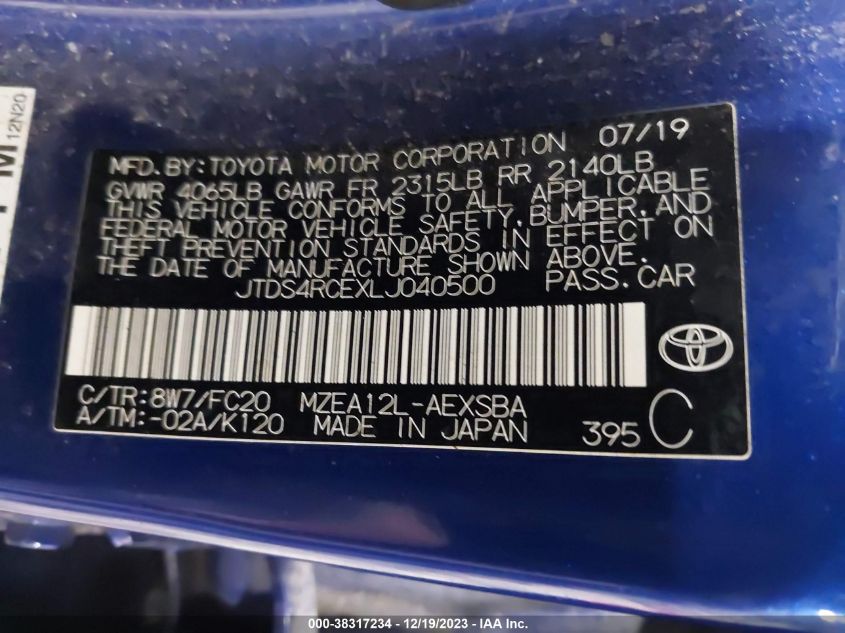 12N20
MFD.BY:TOYOTA MOTOR CORPORATION 07/19
GVWR 4065LB GAWR FR 2315LB RR 2140LB
THIS VEHICLE CONFORMS TO ALL APPLICABLE
FEDERAL MOTOR VEHICLE SAFETY,BUMPER,AND
THEFT PREVENTION STANDARDS IN EFFECT ON
THE DATE OF MANUFACTURE SHOWN ABOVE.
JTDS4RCEXLJ040500 PASS.CAR
C/TR:8W7/FC20 MZEA12L-AEXSBA
A/TM:-02A/K120 MADE IN JAPAN 395 C
000-38317234 - 12/19/2023 - Copyright © IAA, Inc.